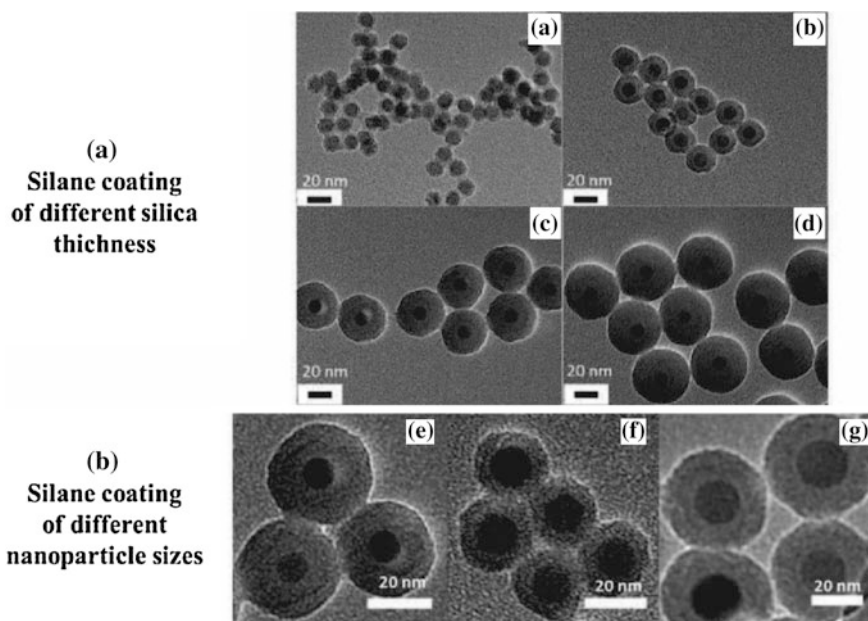 (a)
Silane coating
of different silica
thichness
(a)
20 nm
(b)
20 nm
(c)
20 nm
(d)
20 nm
(b)
Silane coating
of different
nanoparticle sizes
(e)
20 nm
(f)
20 nm
(g)
20 nm